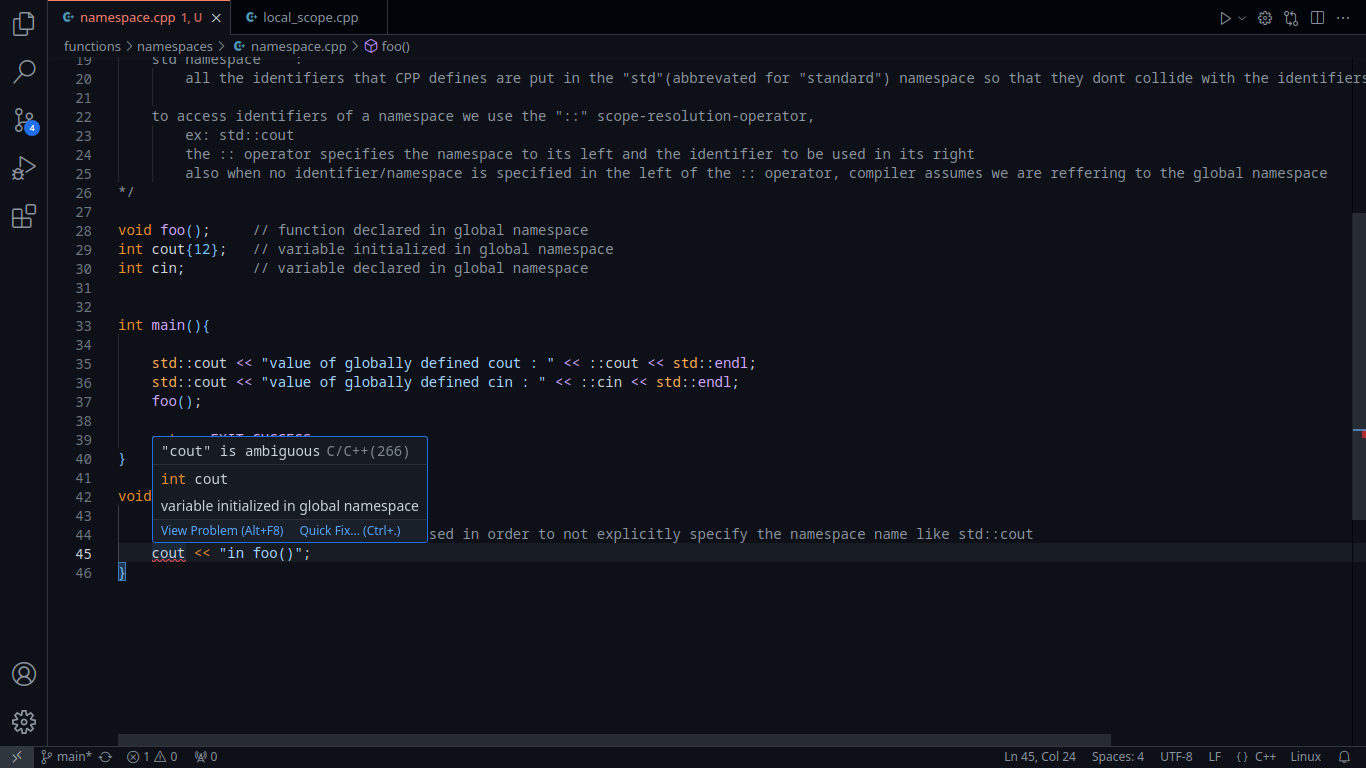 namespace.cpp 1, U
local_scope.cpp
functions > namespaces > namespace.cpp > foo()
19 std namespace :
20 all the identifiers that CPP defines are put in the "std"(abbrevated for "standard") namespace so that they dont collide with the identifiers
21
22 to access identifiers of a namespace we use the "::" scope-resolution-operator,
23 ex: std::cout
24 the :: operator specifies the namespace to its left and the identifier to be used in its right
25 also when no identifier/namespace is specified in the left of the :: operator, compiler assumes we are reffering to the global namespace
26 */
27
28 void foo(); // function declared in global namespace
29 int cout{12}; // variable initialized in global namespace
30 int cin; // variable declared in global namespace
31
32
33 int main(){
34
35 std::cout << "value of globally defined cout : " << ::cout << std::endl;
36 std::cout << "value of globally defined cin : " << ::cin << std::endl;
37 foo();
38
39
"cout" is ambiguous C/C++(266)
40 }
41
int cout
42 void
43
variable initialized in global namespace
View Problem (Alt+F8) Quick Fix... (Ctrl+.)
44 sed in order to not explicitly specify the namespace name like std::cout
45 cout << "in foo()";
46 }
4
main* 1 0 0
Ln 45, Col 24 Spaces: 4 UTF-8 LF {} C++ Linux